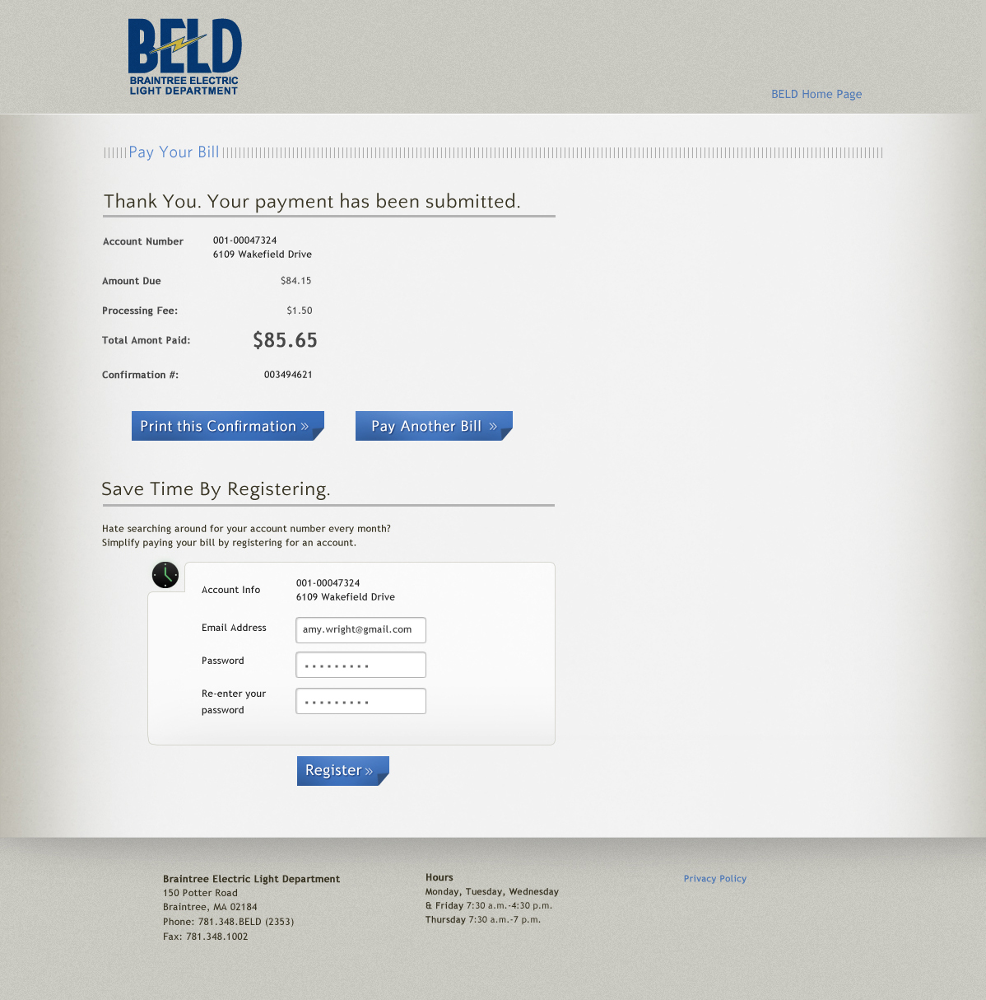 BELD
BRAINTREE ELECTRIC
LIGHT DEPARTMENT
BELD Home Page
Pay Your Bill
Thank You. Your payment has been submitted.
Account Number
001-00047324
6109 Wakefield Drive
Amount Due
$84.15
Processing Fee:
$1.50
Total Amont Paid:
$85.65
Confirmation #:
003494621
Print this Confirmation »
Pay Another Bill »
Save Time By Registering.
Hate searching around for your account number every month?
Simplify paying your bill by registering for an account.
Account Info
001-00047324
6109 Wakefield Drive
Email Address
amy.wright@gmail.com
Password
Re-enter your
password
Register »
Braintree Electric Light Department
150 Potter Road
Braintree, MA 02184
Phone: 781.348.BELD (2353)
Fax: 781.348.1002
Hours
Monday, Tuesday, Wednesday
& Friday 7:30 a.m.-4:30 p.m.
Thursday 7:30 a.m.-7 p.m.
Privacy Policy